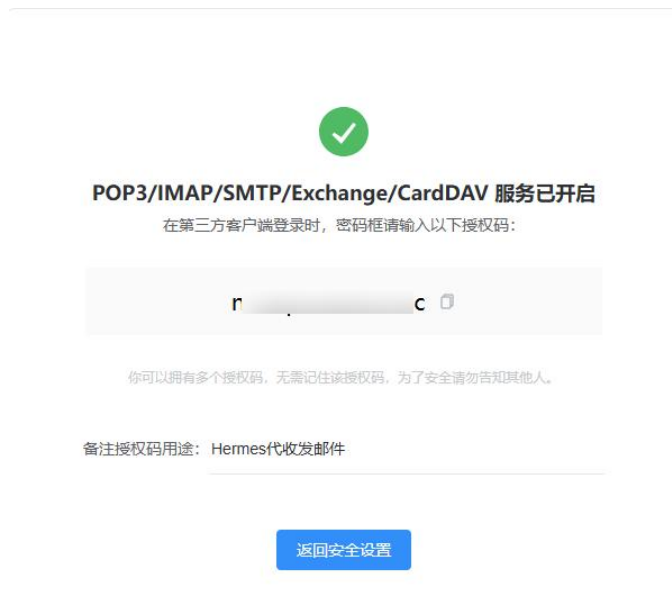 POP3/IMAP/SMTP/Exchange/CardDAV 服务已开启
在第三方客户端登录时，密码框请输入以下授权码：
你可以拥有多个授权码，无需记住该授权码，为了安全请勿告知其他人。
备注授权码用途： Hermes代收发邮件
返回安全设置